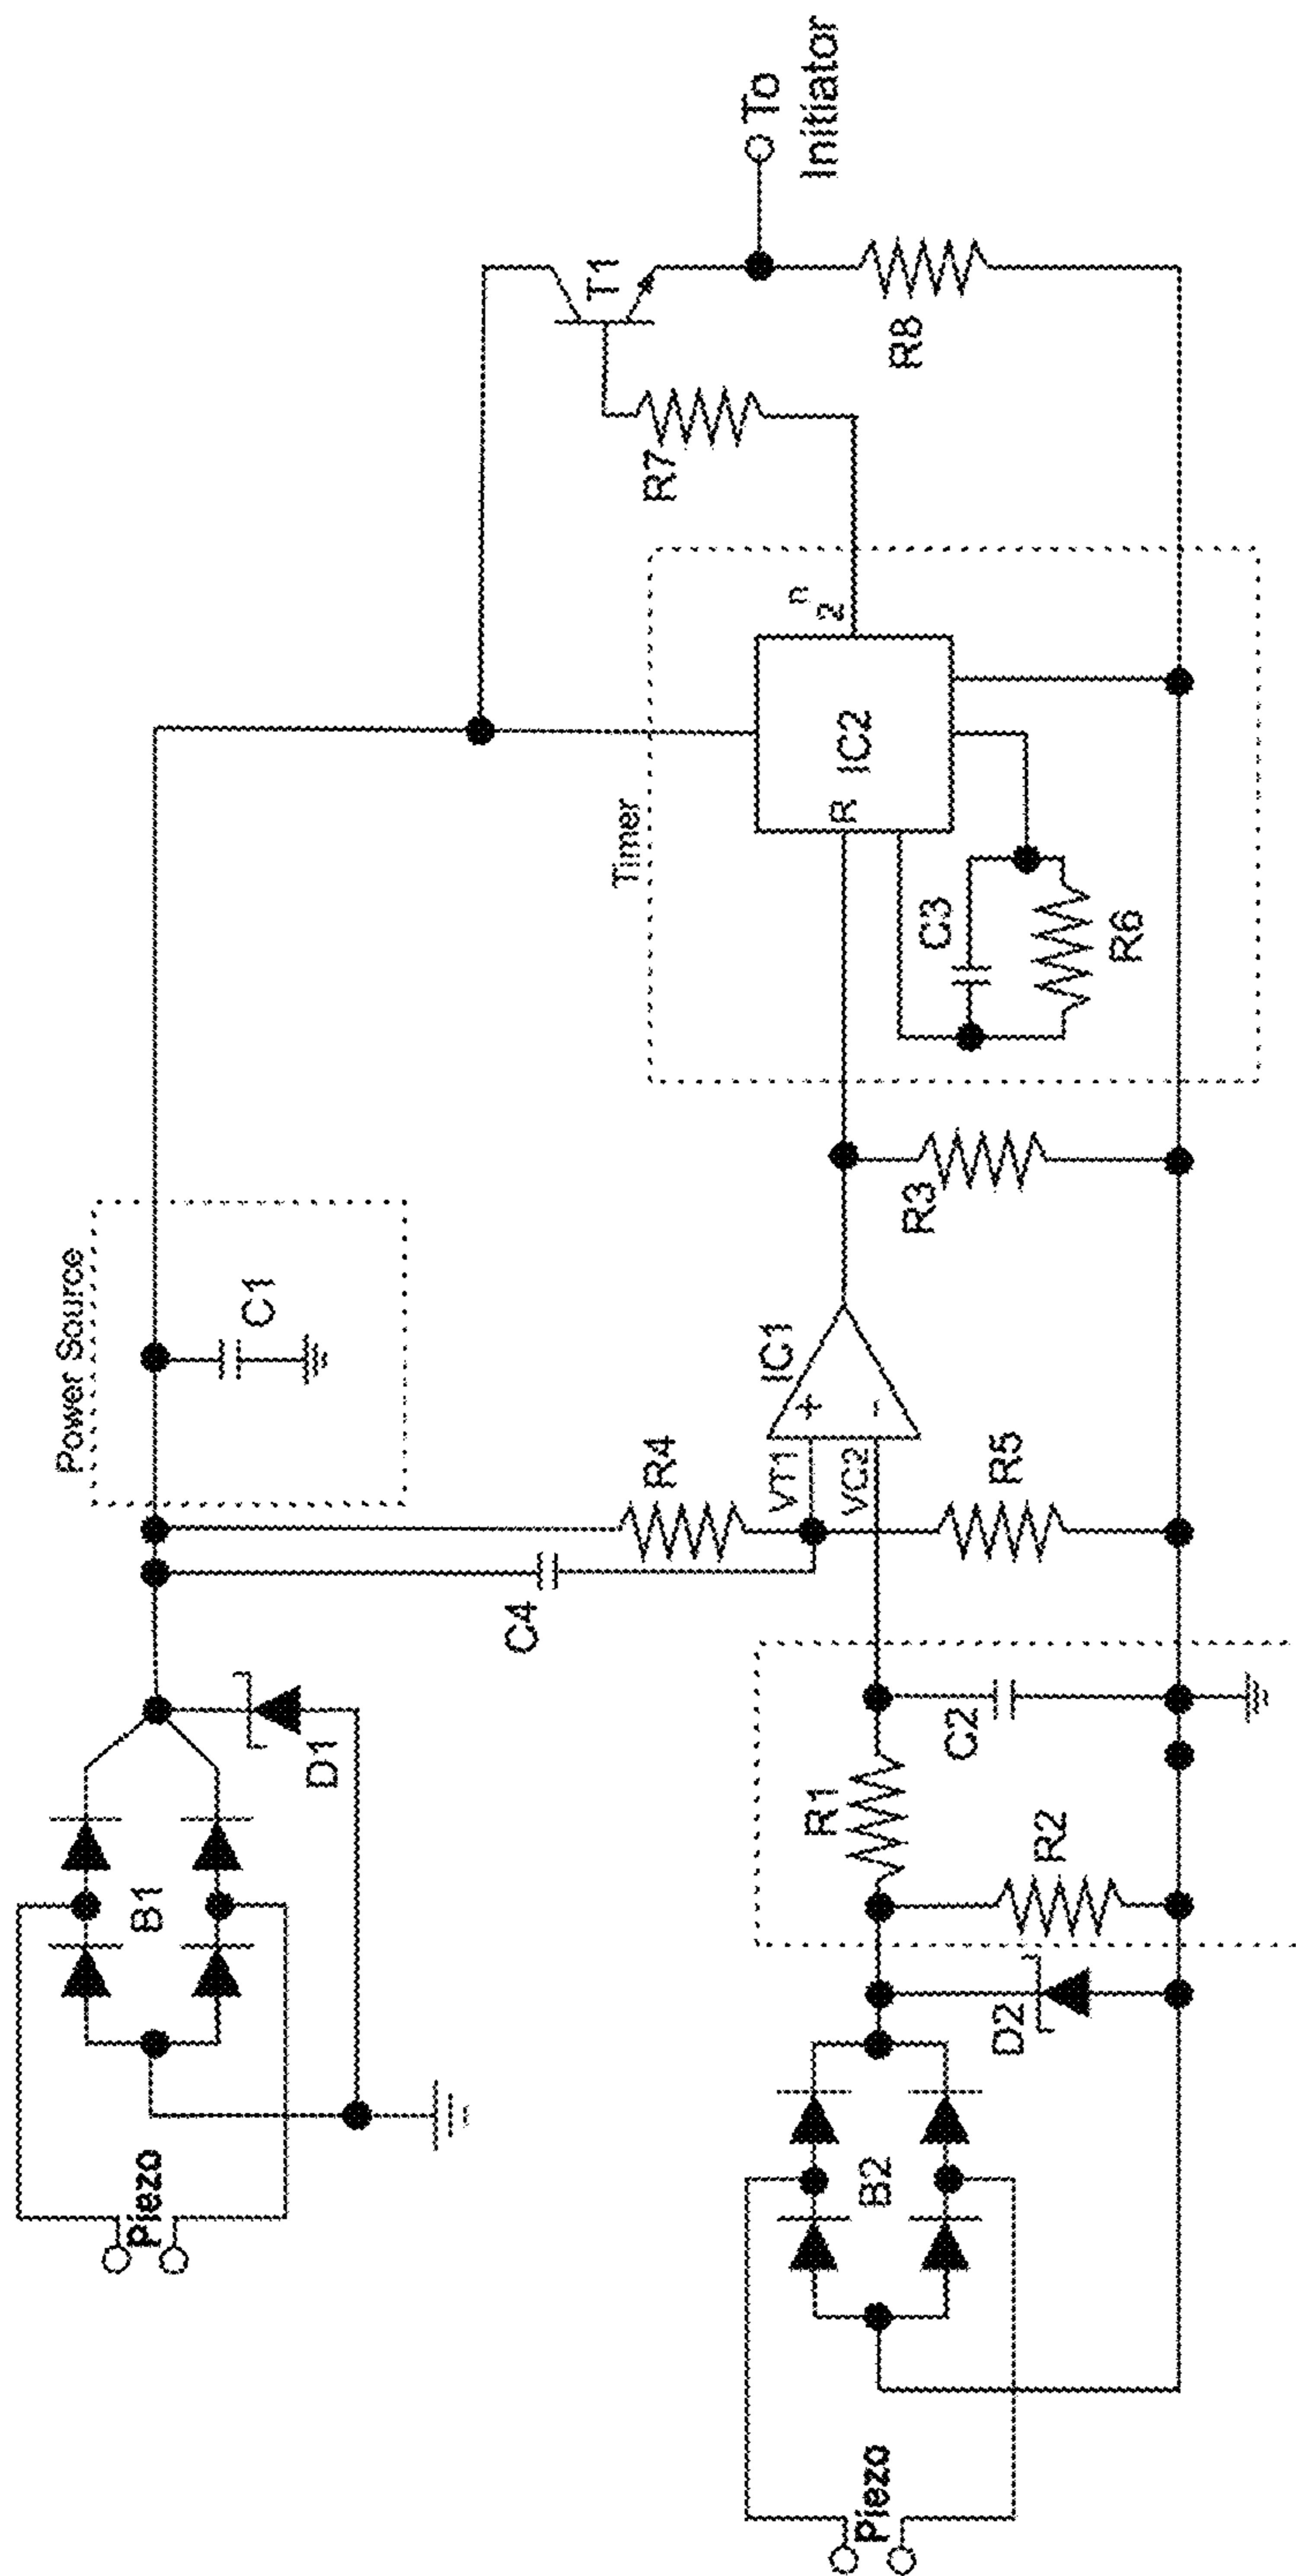 Power Source
Piezo
B1
D1
C1
C4
R4
Timer
T1
R7
To
Initiator
Piezo
B2
D2
R1
R2
C2
VT1
VC2
+
-
IC1
R5
R3
R
IC2
2 n
C3
R6
R8